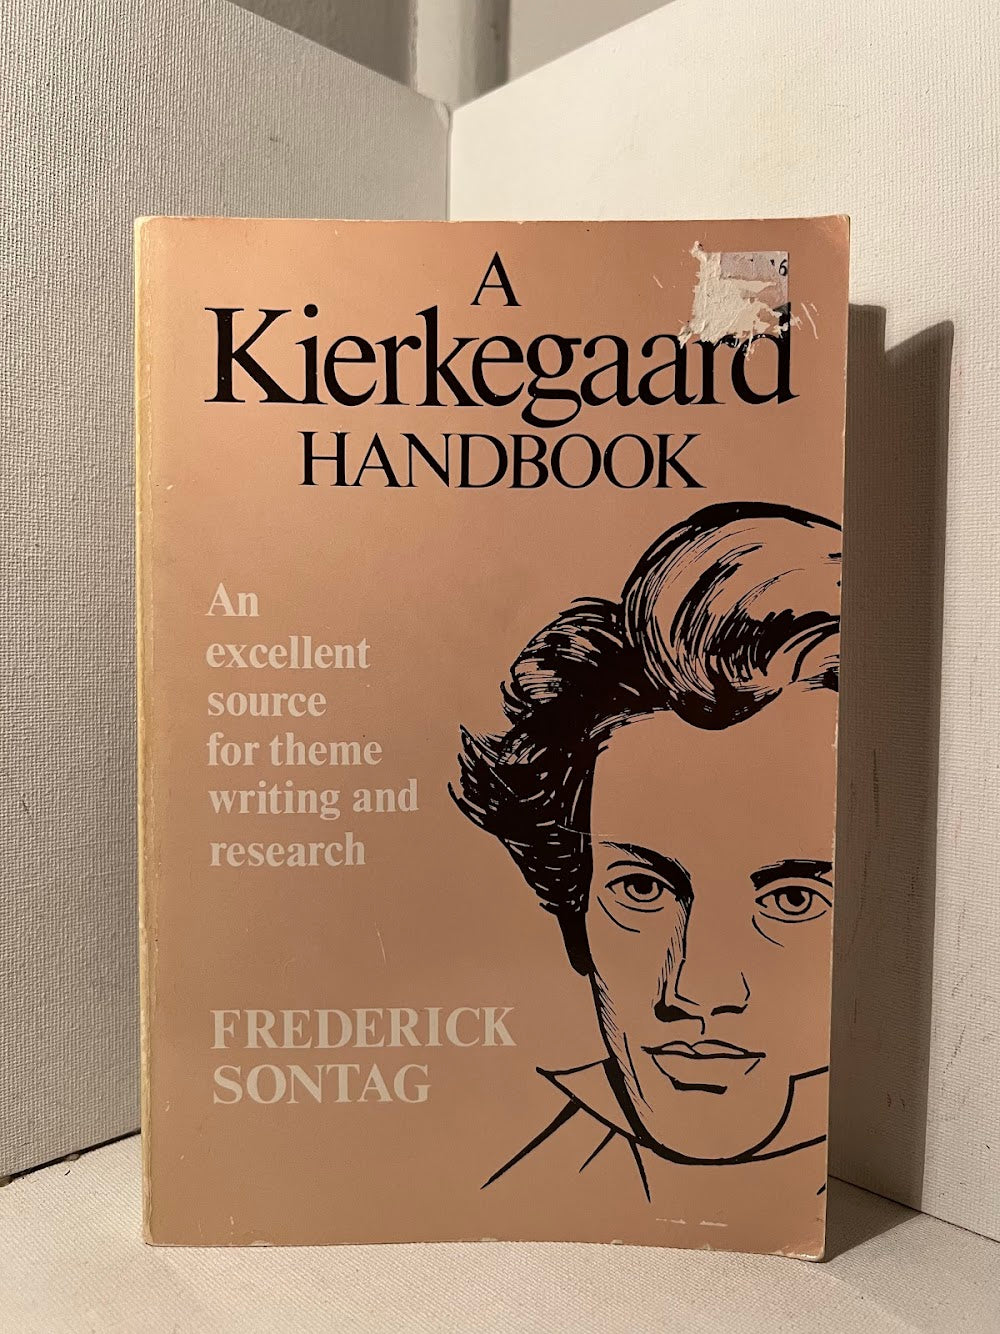 A
Kierkegaard
HANDBOOK
An
excellent
source
for theme
writing and
research
FREDERICK
SONTAG